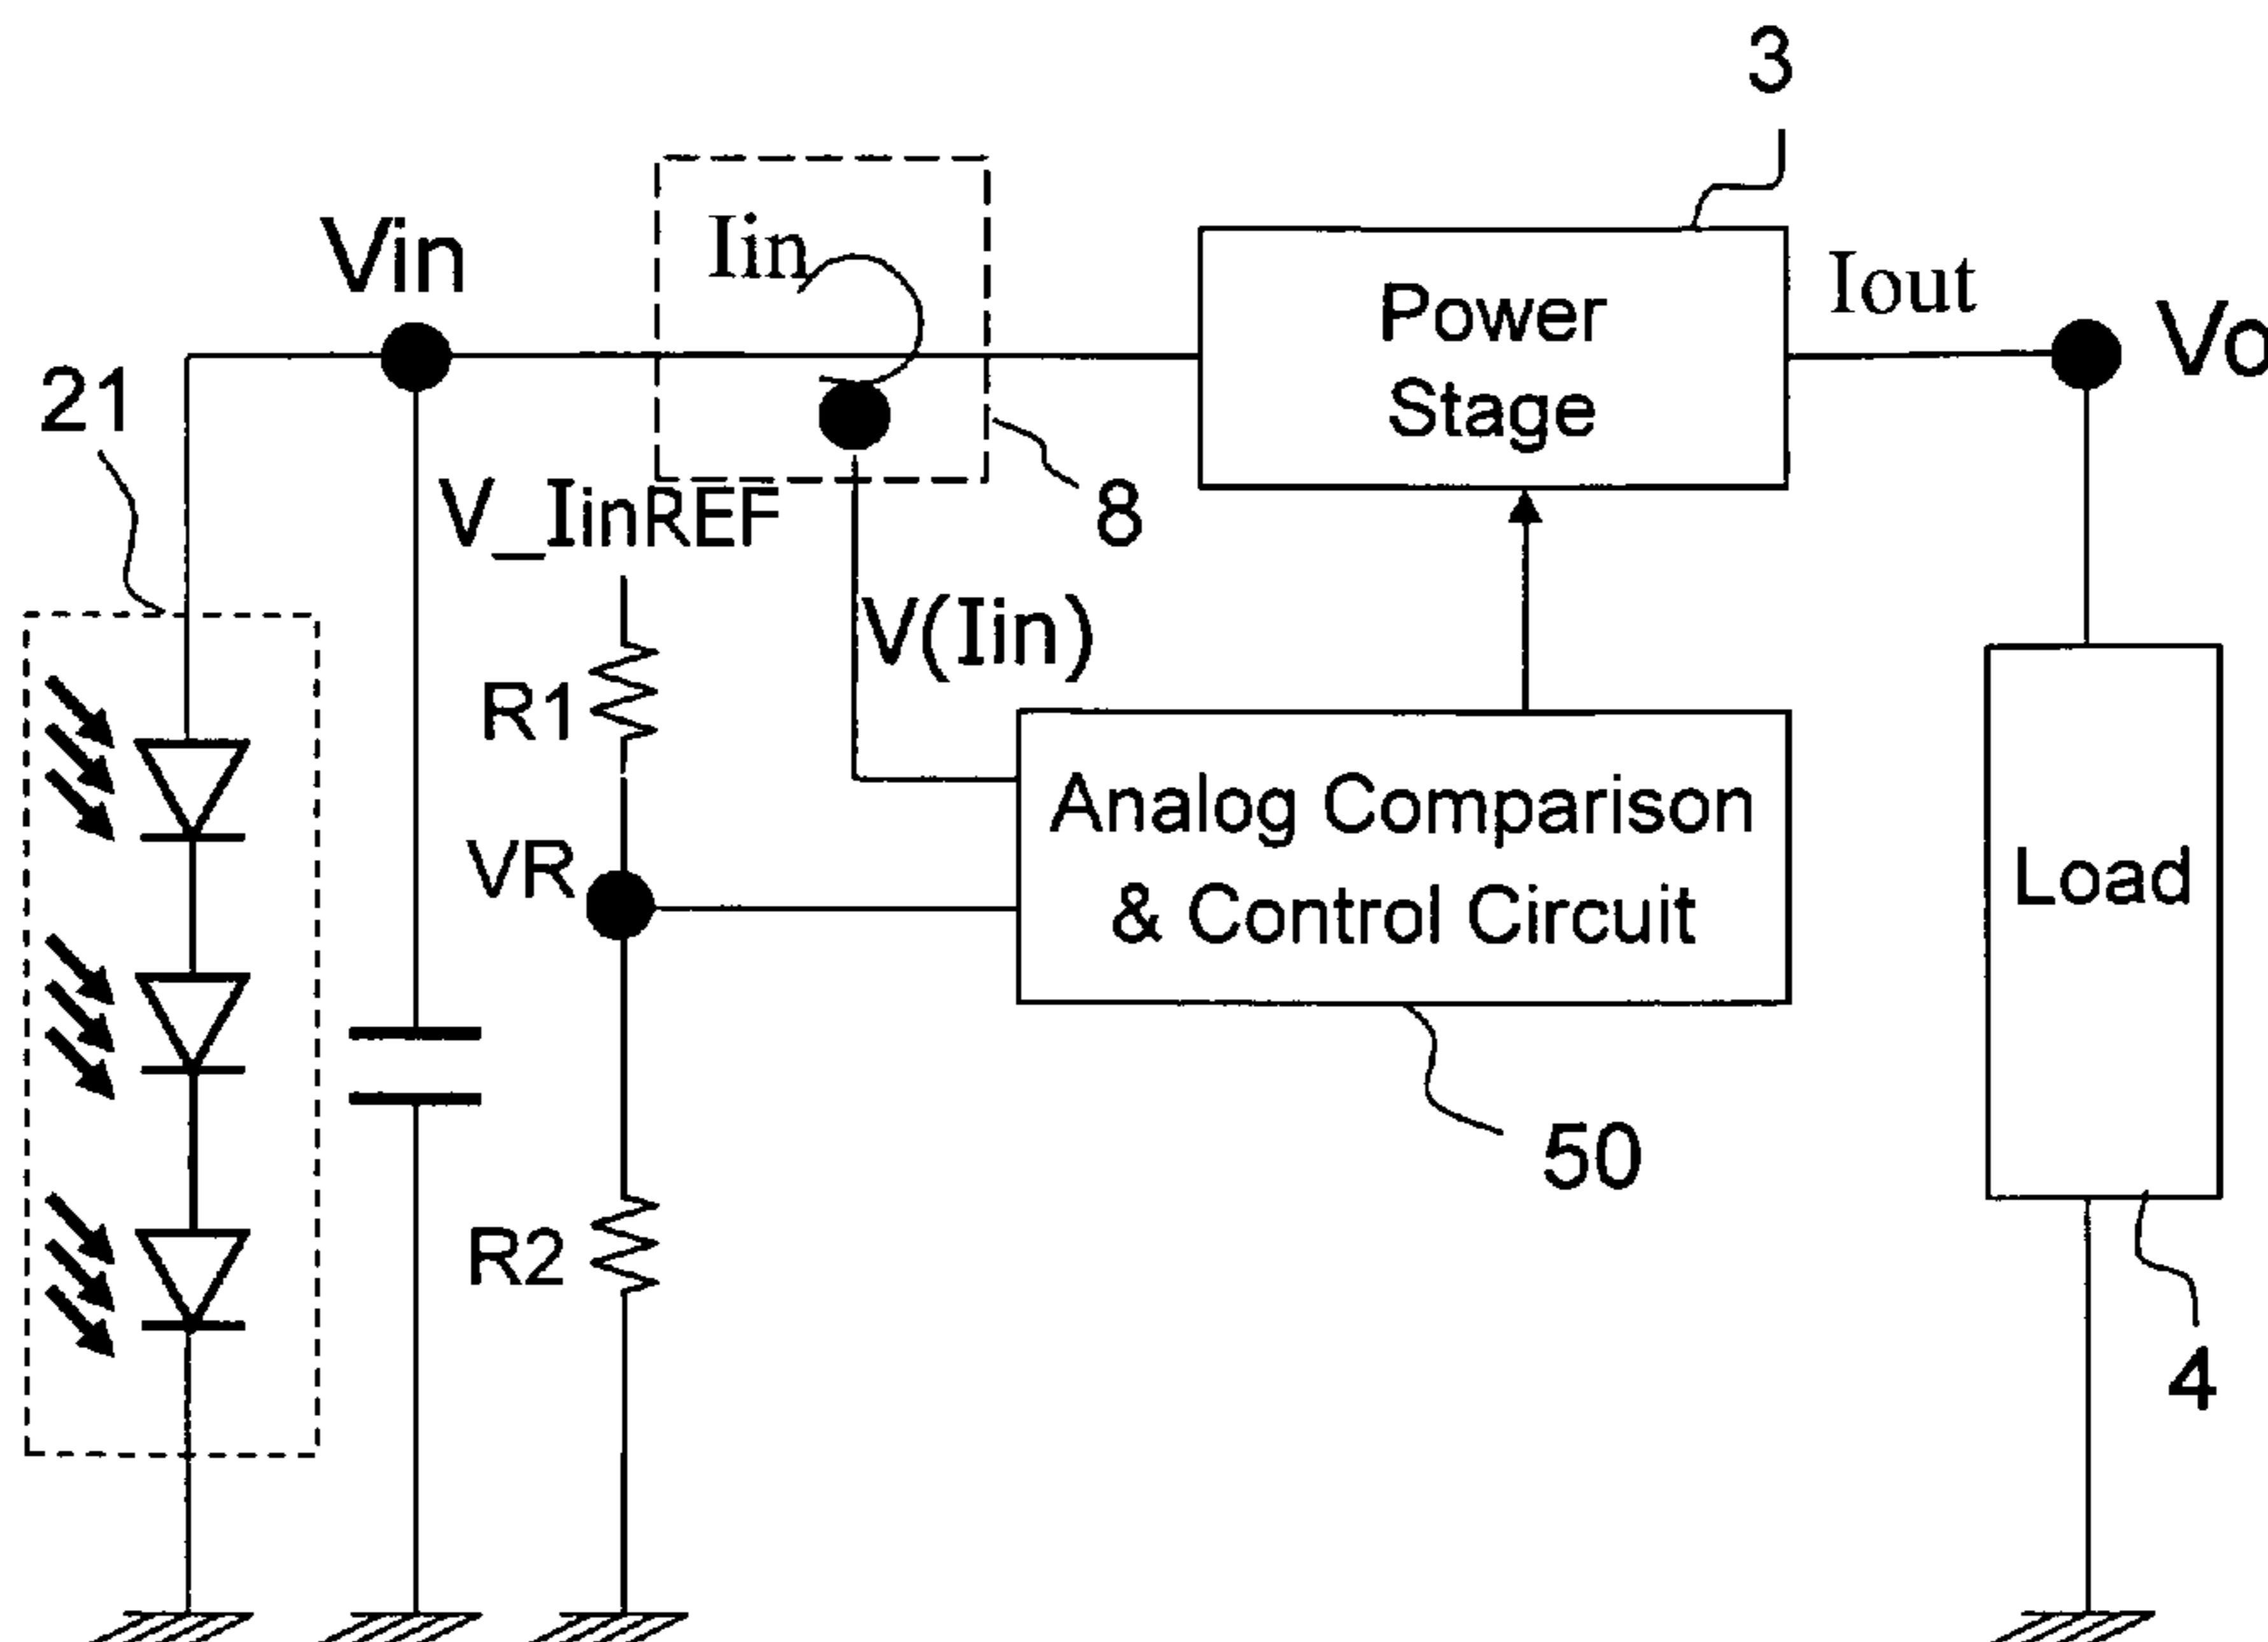 3
Vin
Iin
Power
Stage
Iout
Vo
21
V_IinREF
8
V(Iin)
R1
Analog Comparison
& Control Circuit
VR
Load
50
R2
4